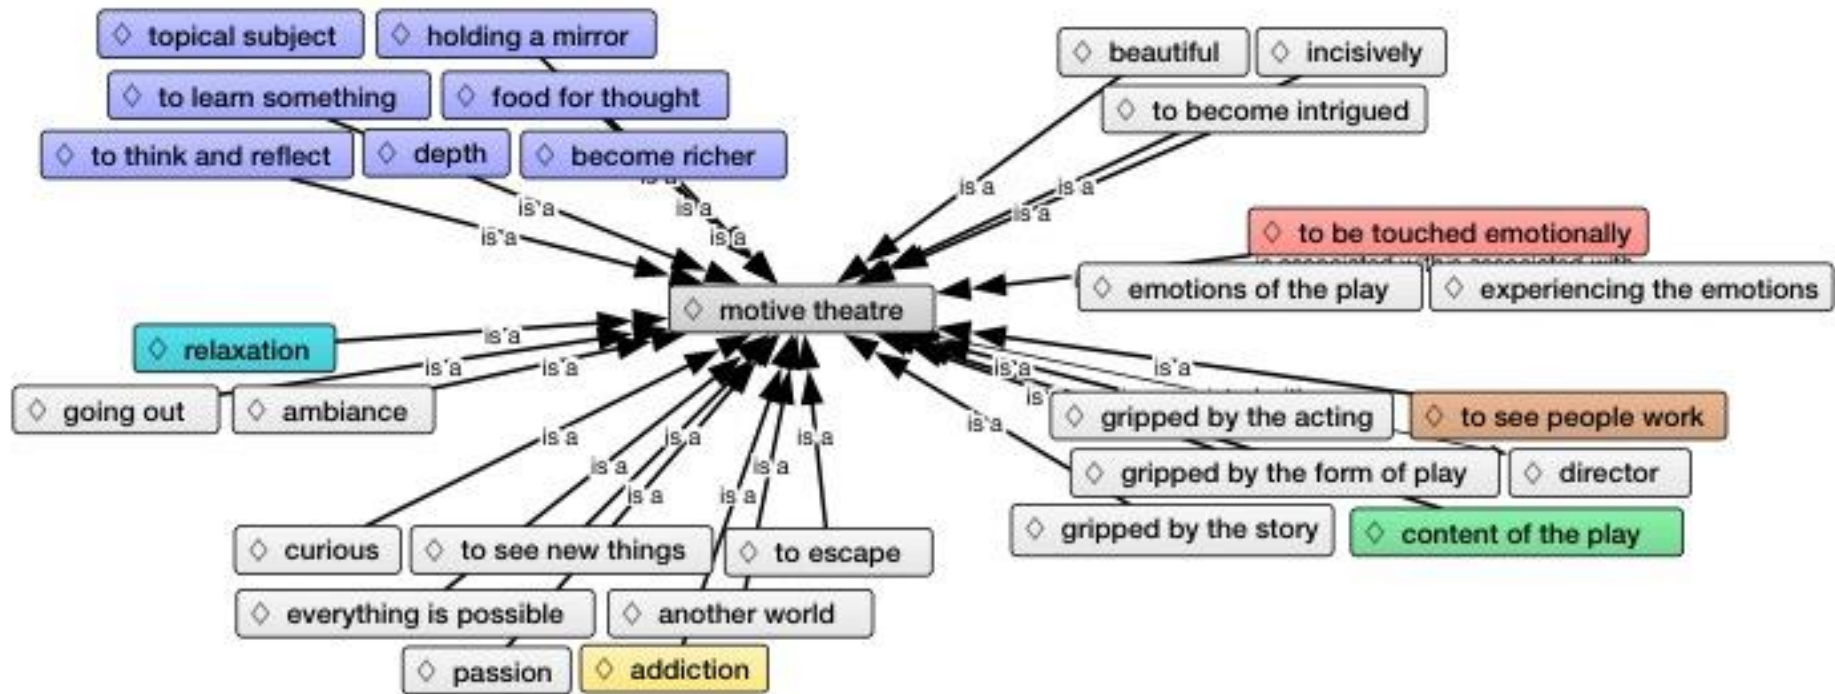 topical subject
holding a mirror
to learn something
food for thought
to think and reflect
depth
become richer
beautiful
incisively
to become intrigued
is a
is a
is a
is a
is a
is a
is a
is a
to be touched emotionally
emotions of the play
experiencing the emotions
motive theatre
relaxation
is a
is a
is a
going out
ambiance
is a
is a
is a
is a
is a
is a
is a
is a
is a
is a
is a
gripped by the acting
to see people work
gripped by the form of play
director
gripped by the story
content of the play
curious
to see new things
to escape
everything is possible
another world
passion
addiction